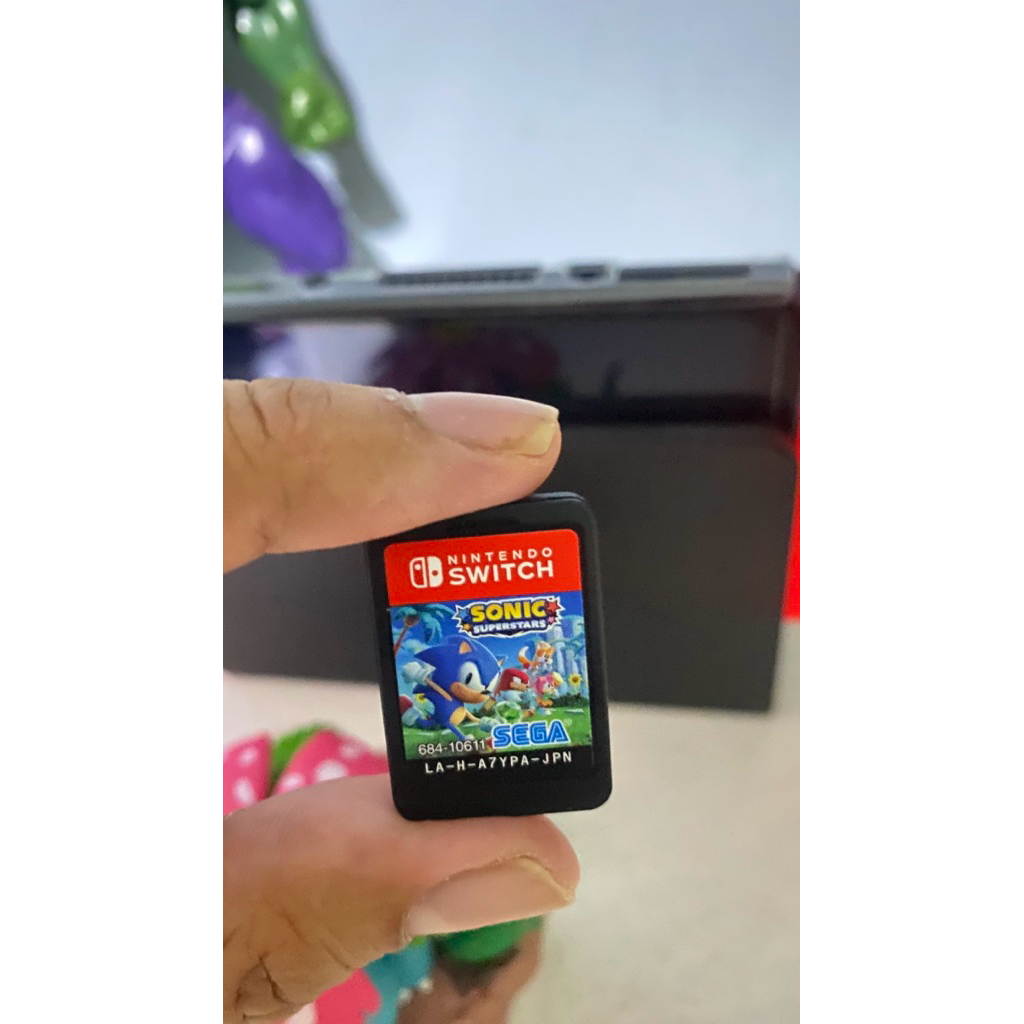 NINTENDO
SWITCH
SONIC
SUPERSTARS
684-10611 SEGA®
LA-H-A7YPA-JPN